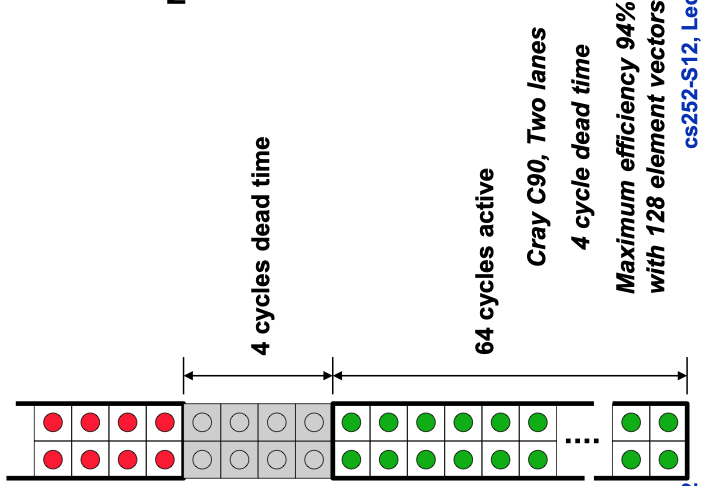 4 cycles dead time
64 cycles active
Cray C90, Two lanes
4 cycle dead time
Maximum efficiency 94%
with 128 element vectors
cs252-S12, Lec